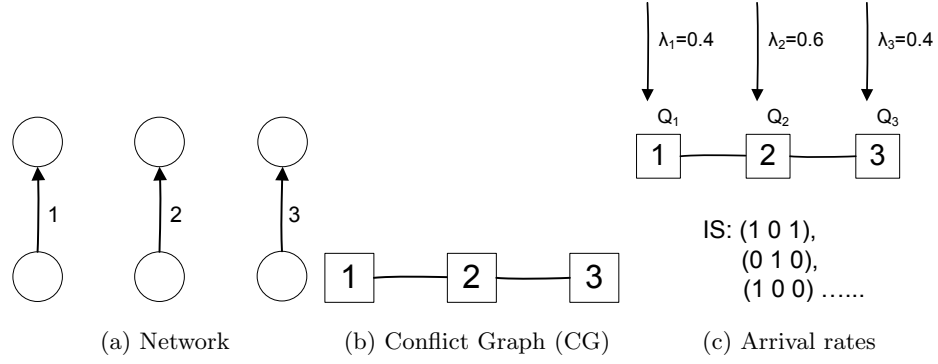 1
2
3
(a) Network
1
2
3
(b) Conflict Graph (CG)
λ₁=0.4
λ₂=0.6
λ₃=0.4
Q₁
Q₂
Q₃
1
2
3
IS: (1 0 1),
(0 1 0),
(1 0 0) ......
(c) Arrival rates